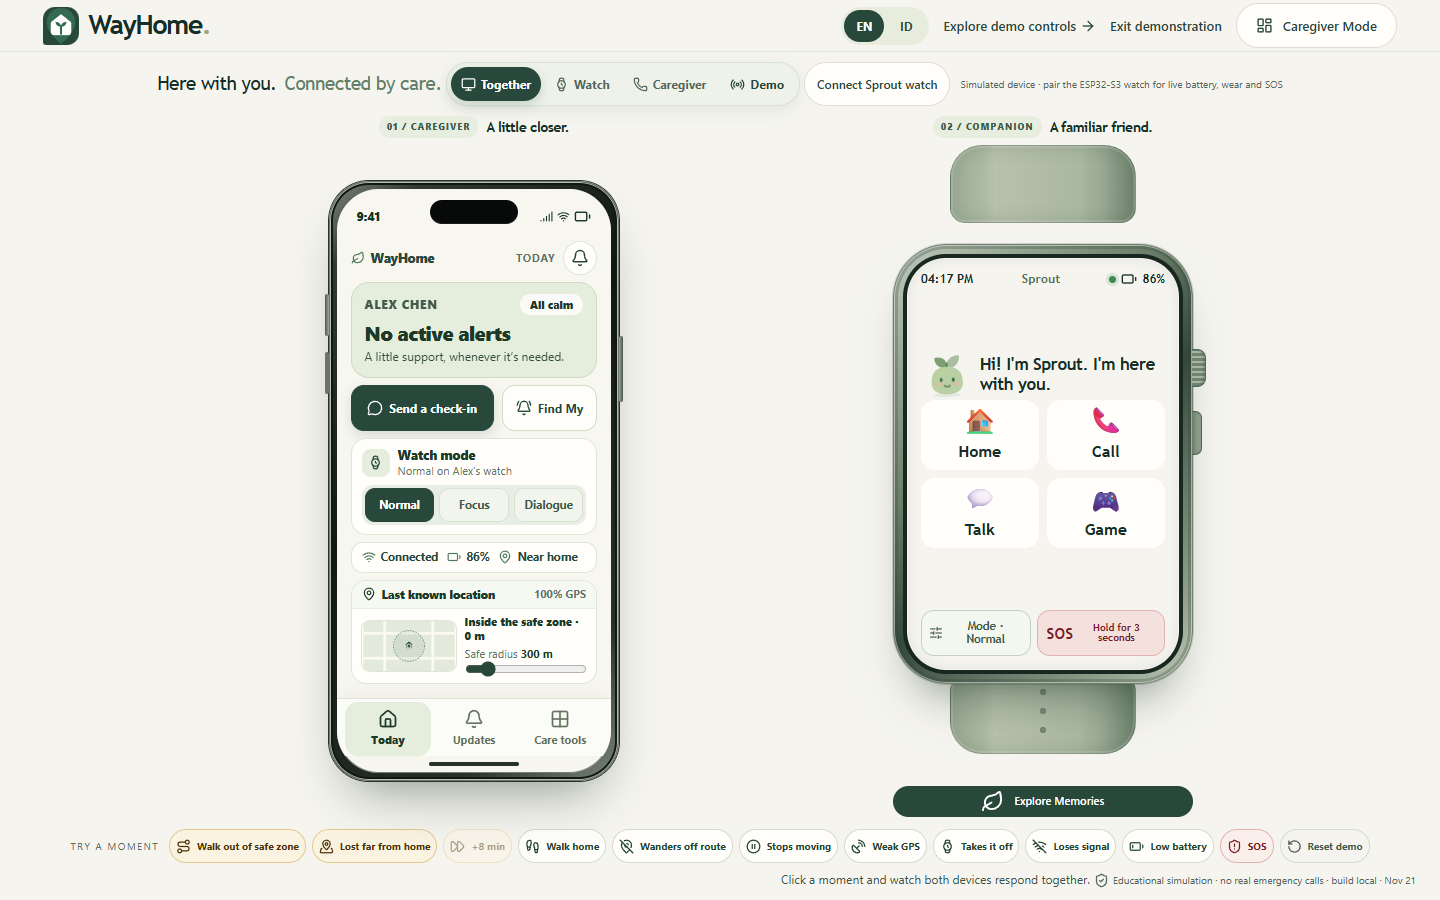 WayHome.
EN ID Explore demo controls Exit demonstration Caregiver Mode
Here with you. Connected by care. Together Watch Caregiver Demo Connect Sprout watch Simulated device · pair the ESP32-S3 watch for live battery, wear and SOS
01 / CAREGIVER A little closer.
02 / COMPANION A familiar friend.
9:41
WayHome TODAY
ALEX CHEN All calm
No active alerts
A little support, whenever it's needed.
Send a check-in Find My
Watch mode
Normal on Alex's watch
Normal Focus Dialogue
Connected 86% Near home
Last known location 100% GPS
Inside the safe zone ·
0 m
Safe radius 300 m
Today Updates Care tools
04:17 PM Sprout 86%
Hi! I'm Sprout. I'm here
with you.
Home Call
Talk Game
Mode ·
Normal
SOS Hold for 3
seconds
Explore Memories
TRY A MOMENT Walk out of safe zone Lost far from home +8 min Walk home Wanders off route Stops moving Weak GPS Takes it off Loses signal Low battery SOS Reset demo
Click a moment and watch both devices respond together. Educational simulation · no real emergency calls · build local · Nov 21